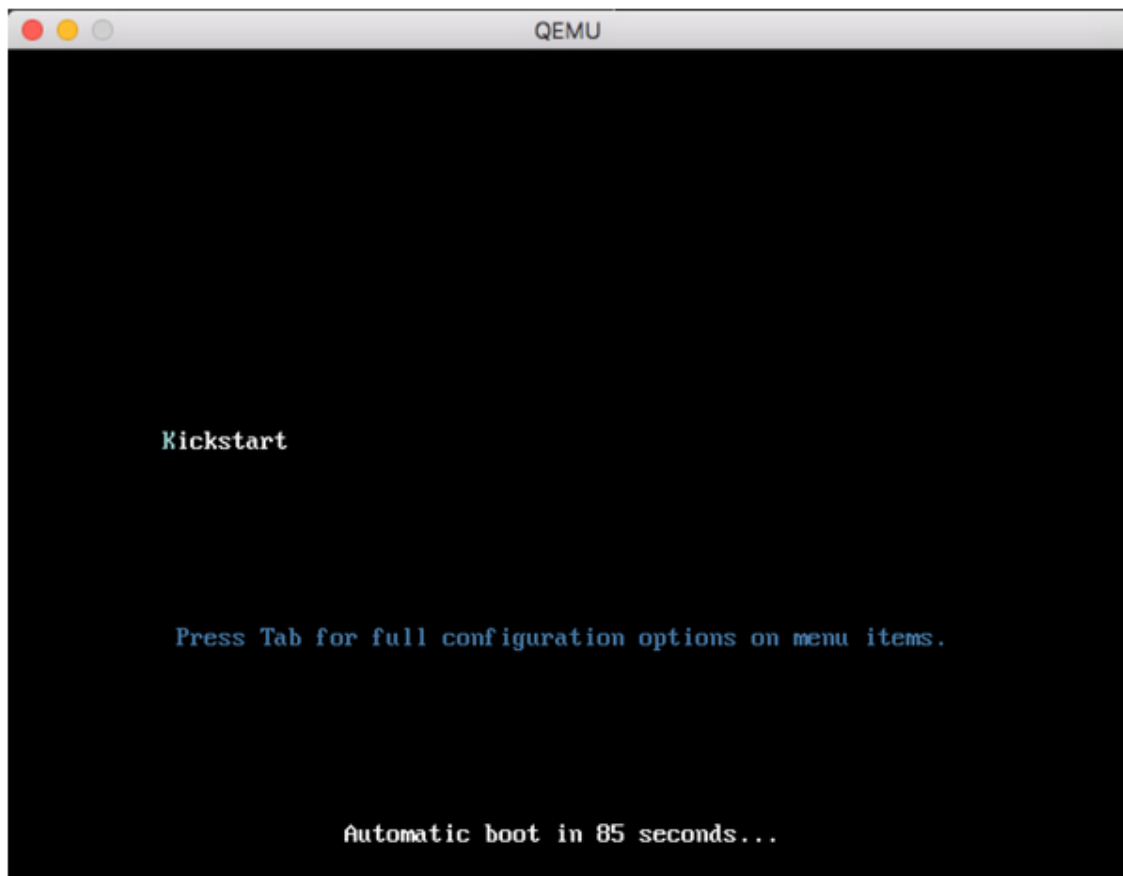 QEMU
Kickstart
Press Tab for full configuration options on menu items.
Automatic boot in 85 seconds...